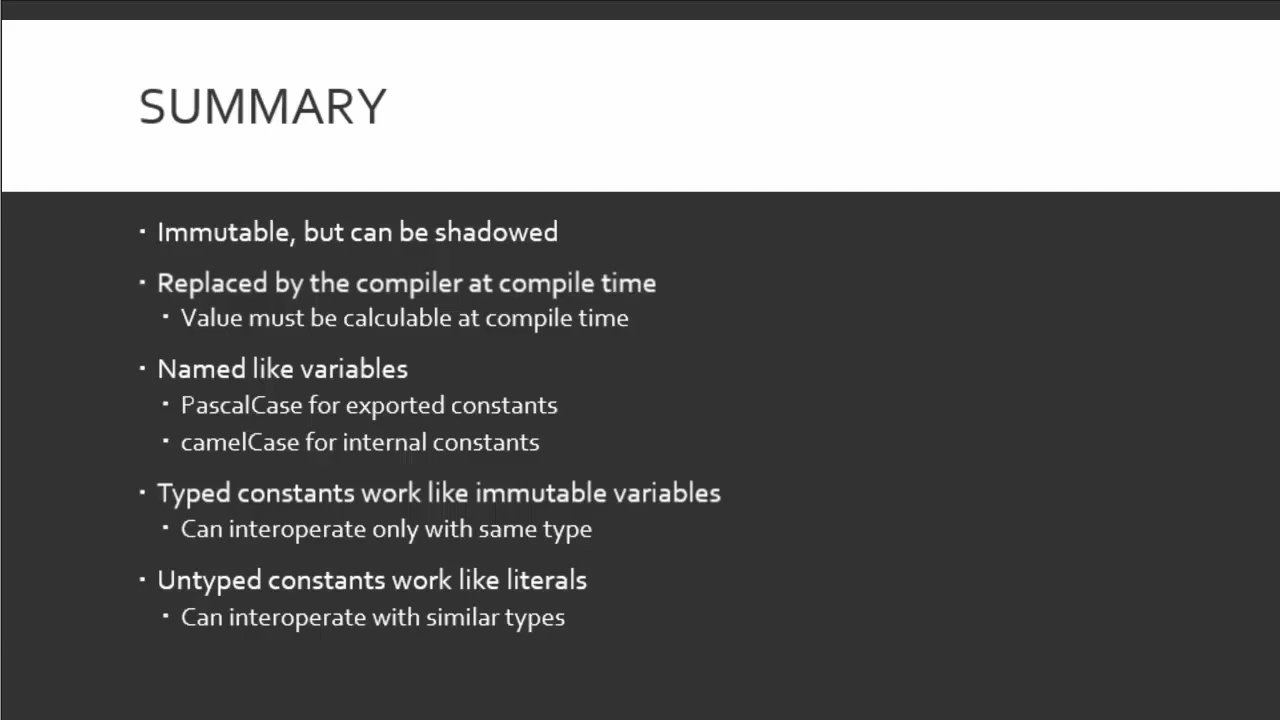 SUMMARY
Immutable, but can be shadowed
Replaced by the compiler at compile time
Value must be calculable at compile time
Named like variables
PascalCase for exported constants
camelCase for internal constants
Typed constants work like immutable variables
Can interoperate only with same type
Untyped constants work like literals
Can interoperate with similar types